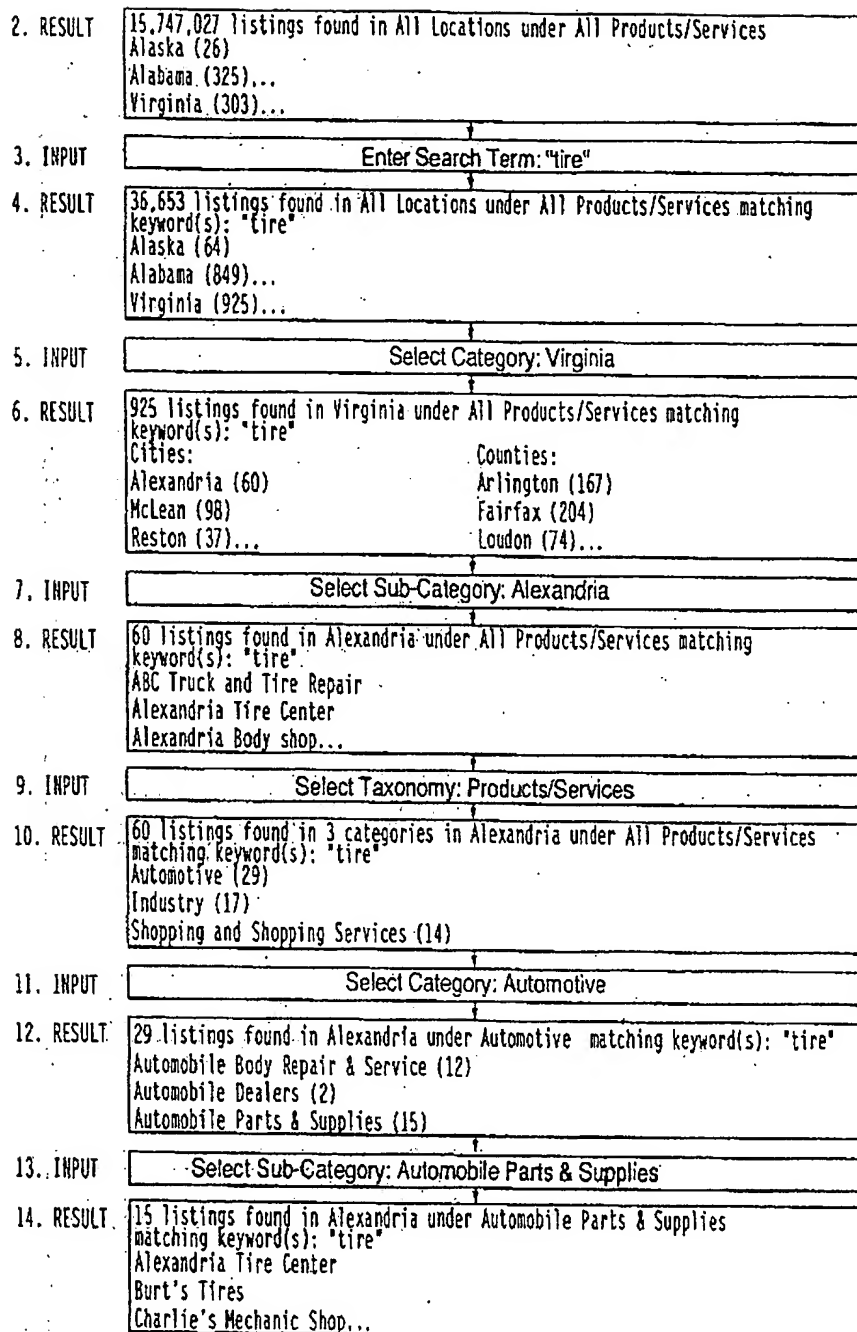 2. RESULT
15,747,027 listings found in All Locations under All Products/Services
Alaska (26)
Alabama (325)...
Virginia (303)...
3. INPUT
Enter Search Term: "tire"
4. RESULT
36,653 listings found in All Locations under All Products/Services matching
keyword(s): "tire"
Alaska (64)
Alabama (849)...
Virginia (925)...
5. INPUT
Select Category: Virginia
6. RESULT
925 listings found in Virginia under All Products/Services matching
keyword(s): "tire"
Cities: Counties:
Alexandria (60) Arlington (167)
McLean (98) Fairfax (204)
Reston (37)... Loudon (74)...
7. INPUT
Select Sub-Category: Alexandria
8. RESULT
60 listings found in Alexandria under All Products/Services matching
keyword(s): "tire"
ABC Truck and Tire Repair
Alexandria Tire Center
Alexandria Body shop...
9. INPUT
Select Taxonomy: Products/Services
10. RESULT
60 listings found in 3 categories in Alexandria under All Products/Services
matching keyword(s): "tire"
Automotive (29)
Industry (17)
Shopping and Shopping Services (14)
11. INPUT
Select Category: Automotive
12. RESULT
29 listings found in Alexandria under Automotive matching keyword(s): "tire"
Automobile Body Repair & Service (12)
Automobile Dealers (2)
Automobile Parts & Supplies (15)
13. INPUT
Select Sub-Category: Automobile Parts & Supplies
14. RESULT
15 listings found in Alexandria under Automobile Parts & Supplies
matching keyword(s): "tire"
Alexandria Tire Center
Burt's Tires
Charlie's Mechanic Shop...